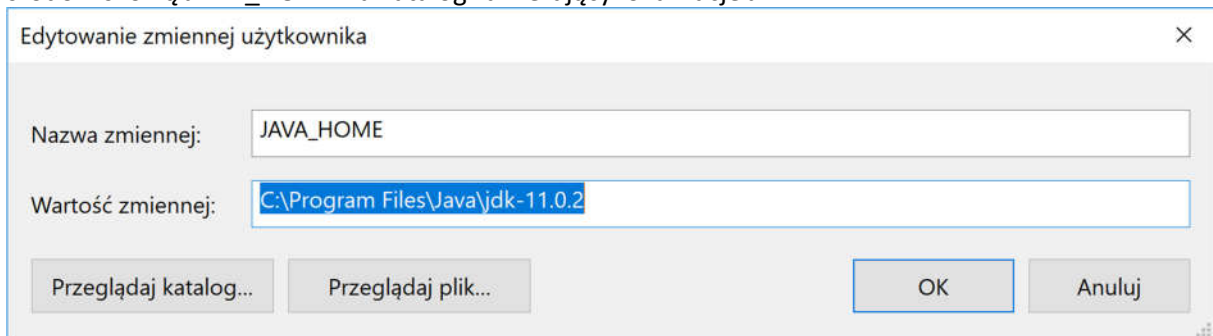 Edytowanie zmiennej użytkownika
Nazwa zmiennej: JAVA_HOME
Wartość zmiennej: C:\Program Files\Java\jdk-11.0.2
Przeglądaj katalog... Przeglądaj plik... OK Anuluj